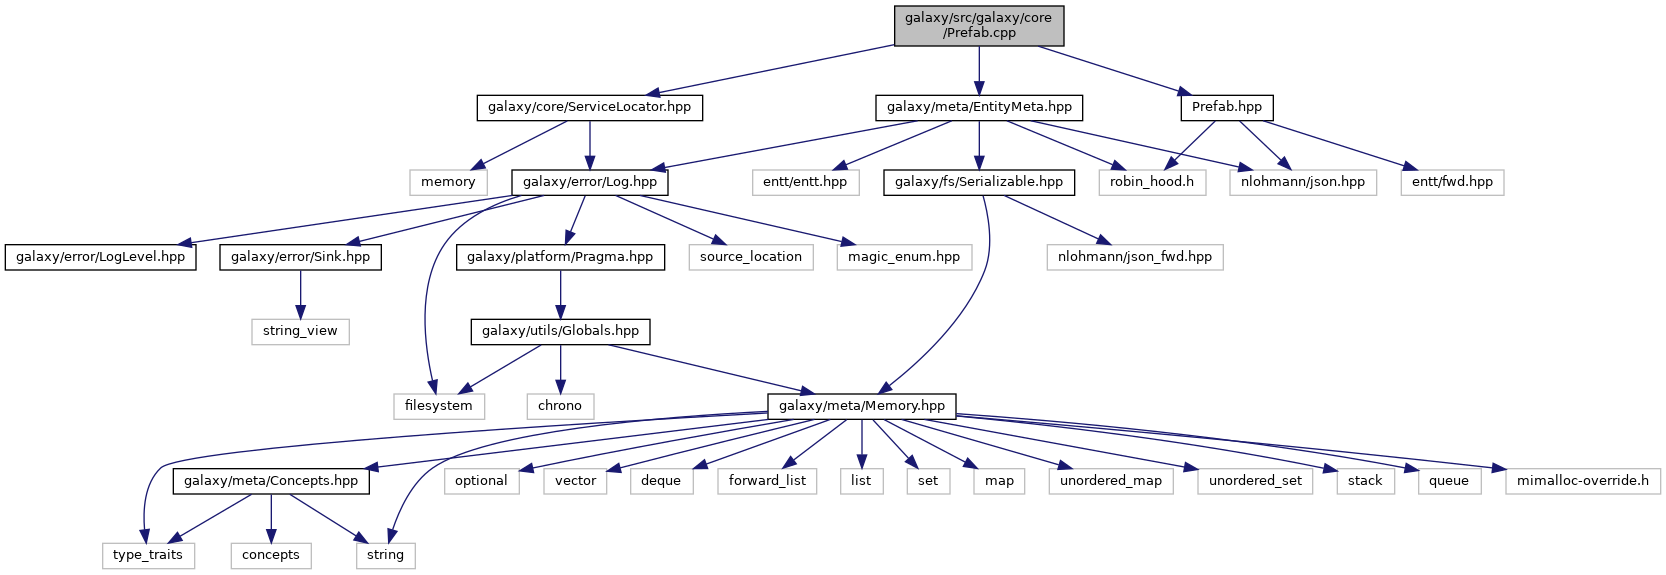 galaxy/src/galaxy/core
/Prefab.cpp
galaxy/core/ServiceLocator.hpp
galaxy/meta/EntityMeta.hpp
Prefab.hpp
memory
galaxy/error/Log.hpp
entt/entt.hpp
galaxy/fs/Serializable.hpp
robin_hood.h
nlohmann/json.hpp
entt/fwd.hpp
galaxy/error/LogLevel.hpp
galaxy/error/Sink.hpp
galaxy/platform/Pragma.hpp
source_location
magic_enum.hpp
nlohmann/json_fwd.hpp
string_view
galaxy/utils/Globals.hpp
filesystem
chrono
galaxy/meta/Memory.hpp
galaxy/meta/Concepts.hpp
optional
vector
deque
forward_list
list
set
map
unordered_map
unordered_set
stack
queue
mimalloc-override.h
type_traits
concepts
string